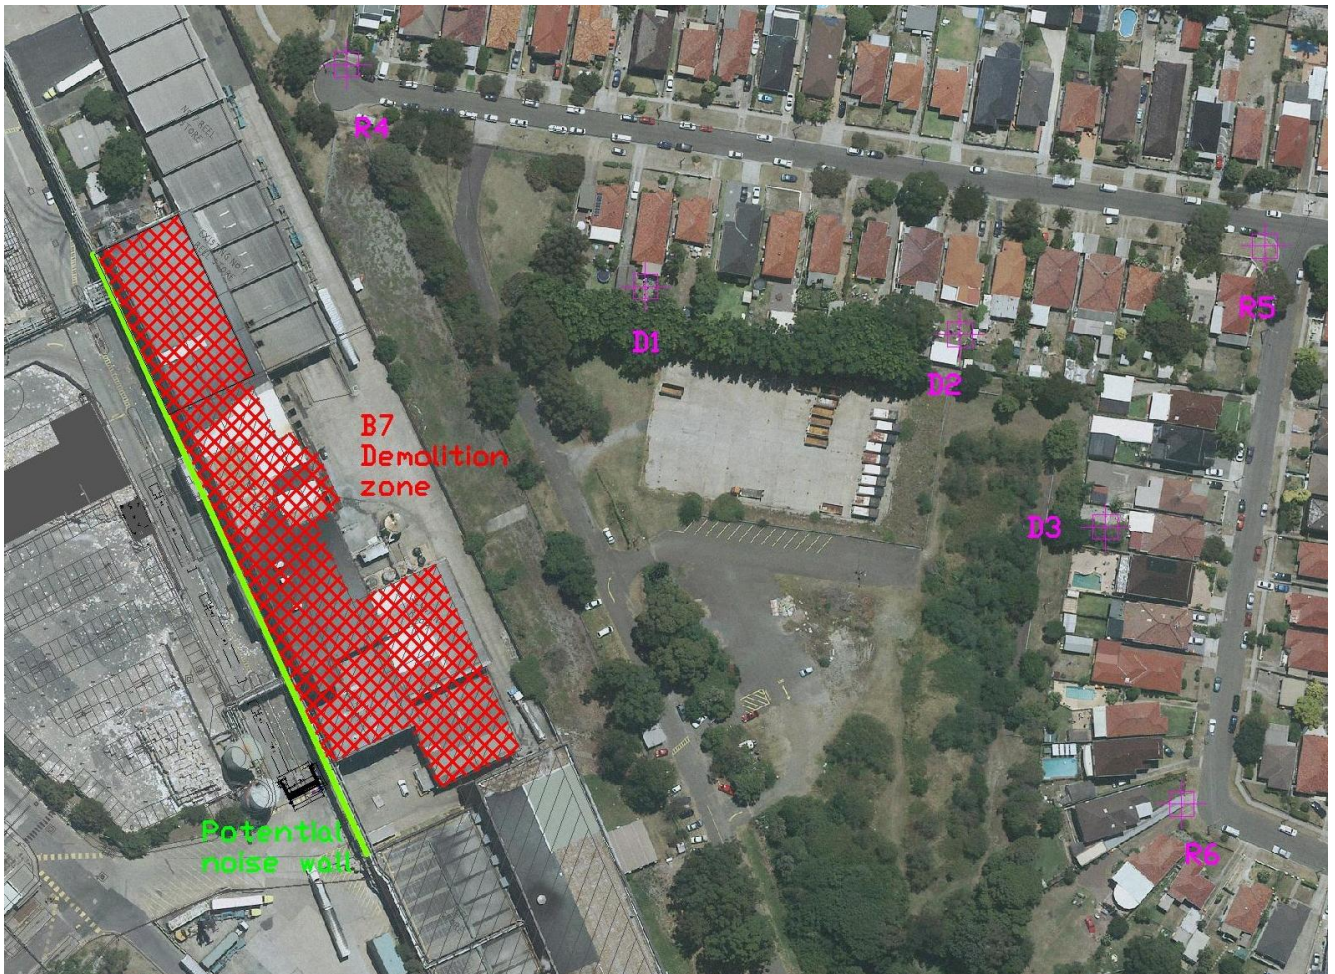 R4
D1
R5
D2
B7
Demolition
zone
D3
Potential
noise wall
R6